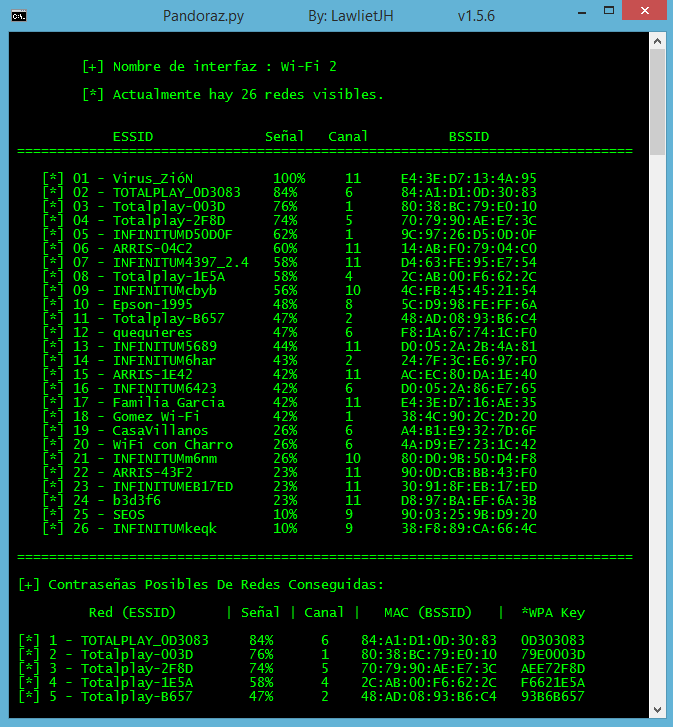 Pandoraz.py By: LawlietJH v1.5.6
[+] Nombre de interfaz : Wi-Fi 2
[*] Actualmente hay 26 redes visibles.
ESSID Señal Canal BSSID
===============================================================================
[*] 01 - Virus_ZióN 100% 11 E4:3E:D7:13:4A:95
[*] 02 - TOTALPLAY_0D3083 84% 6 84:A1:D1:0D:30:83
[*] 03 - Totalplay-003D 76% 1 80:38:BC:79:E0:10
[*] 04 - Totalplay-2F8D 74% 5 70:79:90:AE:E7:3C
[*] 05 - INFINITUMD50D0F 62% 1 9C:97:26:D5:0D:0F
[*] 06 - ARRIS-04C2 60% 11 14:AB:F0:79:04:C0
[*] 07 - INFINITUM4397_2.4 58% 11 D4:63:FE:95:E7:54
[*] 08 - Totalplay-1E5A 58% 4 2C:AB:00:F6:62:2C
[*] 09 - INFINITUMcbyb 56% 10 4C:FB:45:45:21:54
[*] 10 - Epson-1995 48% 8 5C:D9:98:FE:FF:6A
[*] 11 - Totalplay-B657 47% 2 48:AD:08:93:B6:C4
[*] 12 - quequieres 47% 6 F8:1A:67:74:1C:F0
[*] 13 - INFINITUM5689 44% 11 D0:05:2A:2B:4A:81
[*] 14 - INFINITUM6har 43% 2 24:7F:3C:E6:97:F0
[*] 15 - ARRIS-1E42 42% 11 AC:EC:80:DA:1E:40
[*] 16 - INFINITUM6423 42% 6 D0:05:2A:86:E7:65
[*] 17 - Familia Garcia 42% 11 E4:3E:D7:16:AE:35
[*] 18 - Gomez Wi-Fi 42% 1 38:4C:90:2C:2D:20
[*] 19 - CasaVillanos 26% 6 A4:B1:E9:32:7D:6F
[*] 20 - WiFi con Charro 26% 6 4A:D9:E7:23:1C:42
[*] 21 - INFINITUMm6nm 26% 10 80:D0:9B:50:D4:F8
[*] 22 - ARRIS-43F2 23% 11 90:0D:CB:BB:43:F0
[*] 23 - INFINITUMEB17ED 23% 11 30:91:8F:EB:17:ED
[*] 24 - b3d3f6 23% 11 D8:97:BA:EF:6A:3B
[*] 25 - SEOS 10% 9 90:03:25:9B:D9:20
[*] 26 - INFINITUMkeqk 10% 9 38:F8:89:CA:66:4C
===============================================================================
[+] Contraseñas Posibles De Redes Conseguidas:
Red (ESSID) | Señal | Canal | MAC (BSSID) | *WPA Key
[*] 1 - TOTALPLAY_0D3083 84% 6 84:A1:D1:0D:30:83 0D303083
[*] 2 - Totalplay-003D 76% 1 80:38:BC:79:E0:10 79E0003D
[*] 3 - Totalplay-2F8D 74% 5 70:79:90:AE:E7:3C AEE72F8D
[*] 4 - Totalplay-1E5A 58% 4 2C:AB:00:F6:62:2C F6621E5A
[*] 5 - Totalplay-B657 47% 2 48:AD:08:93:B6:C4 93B6B657